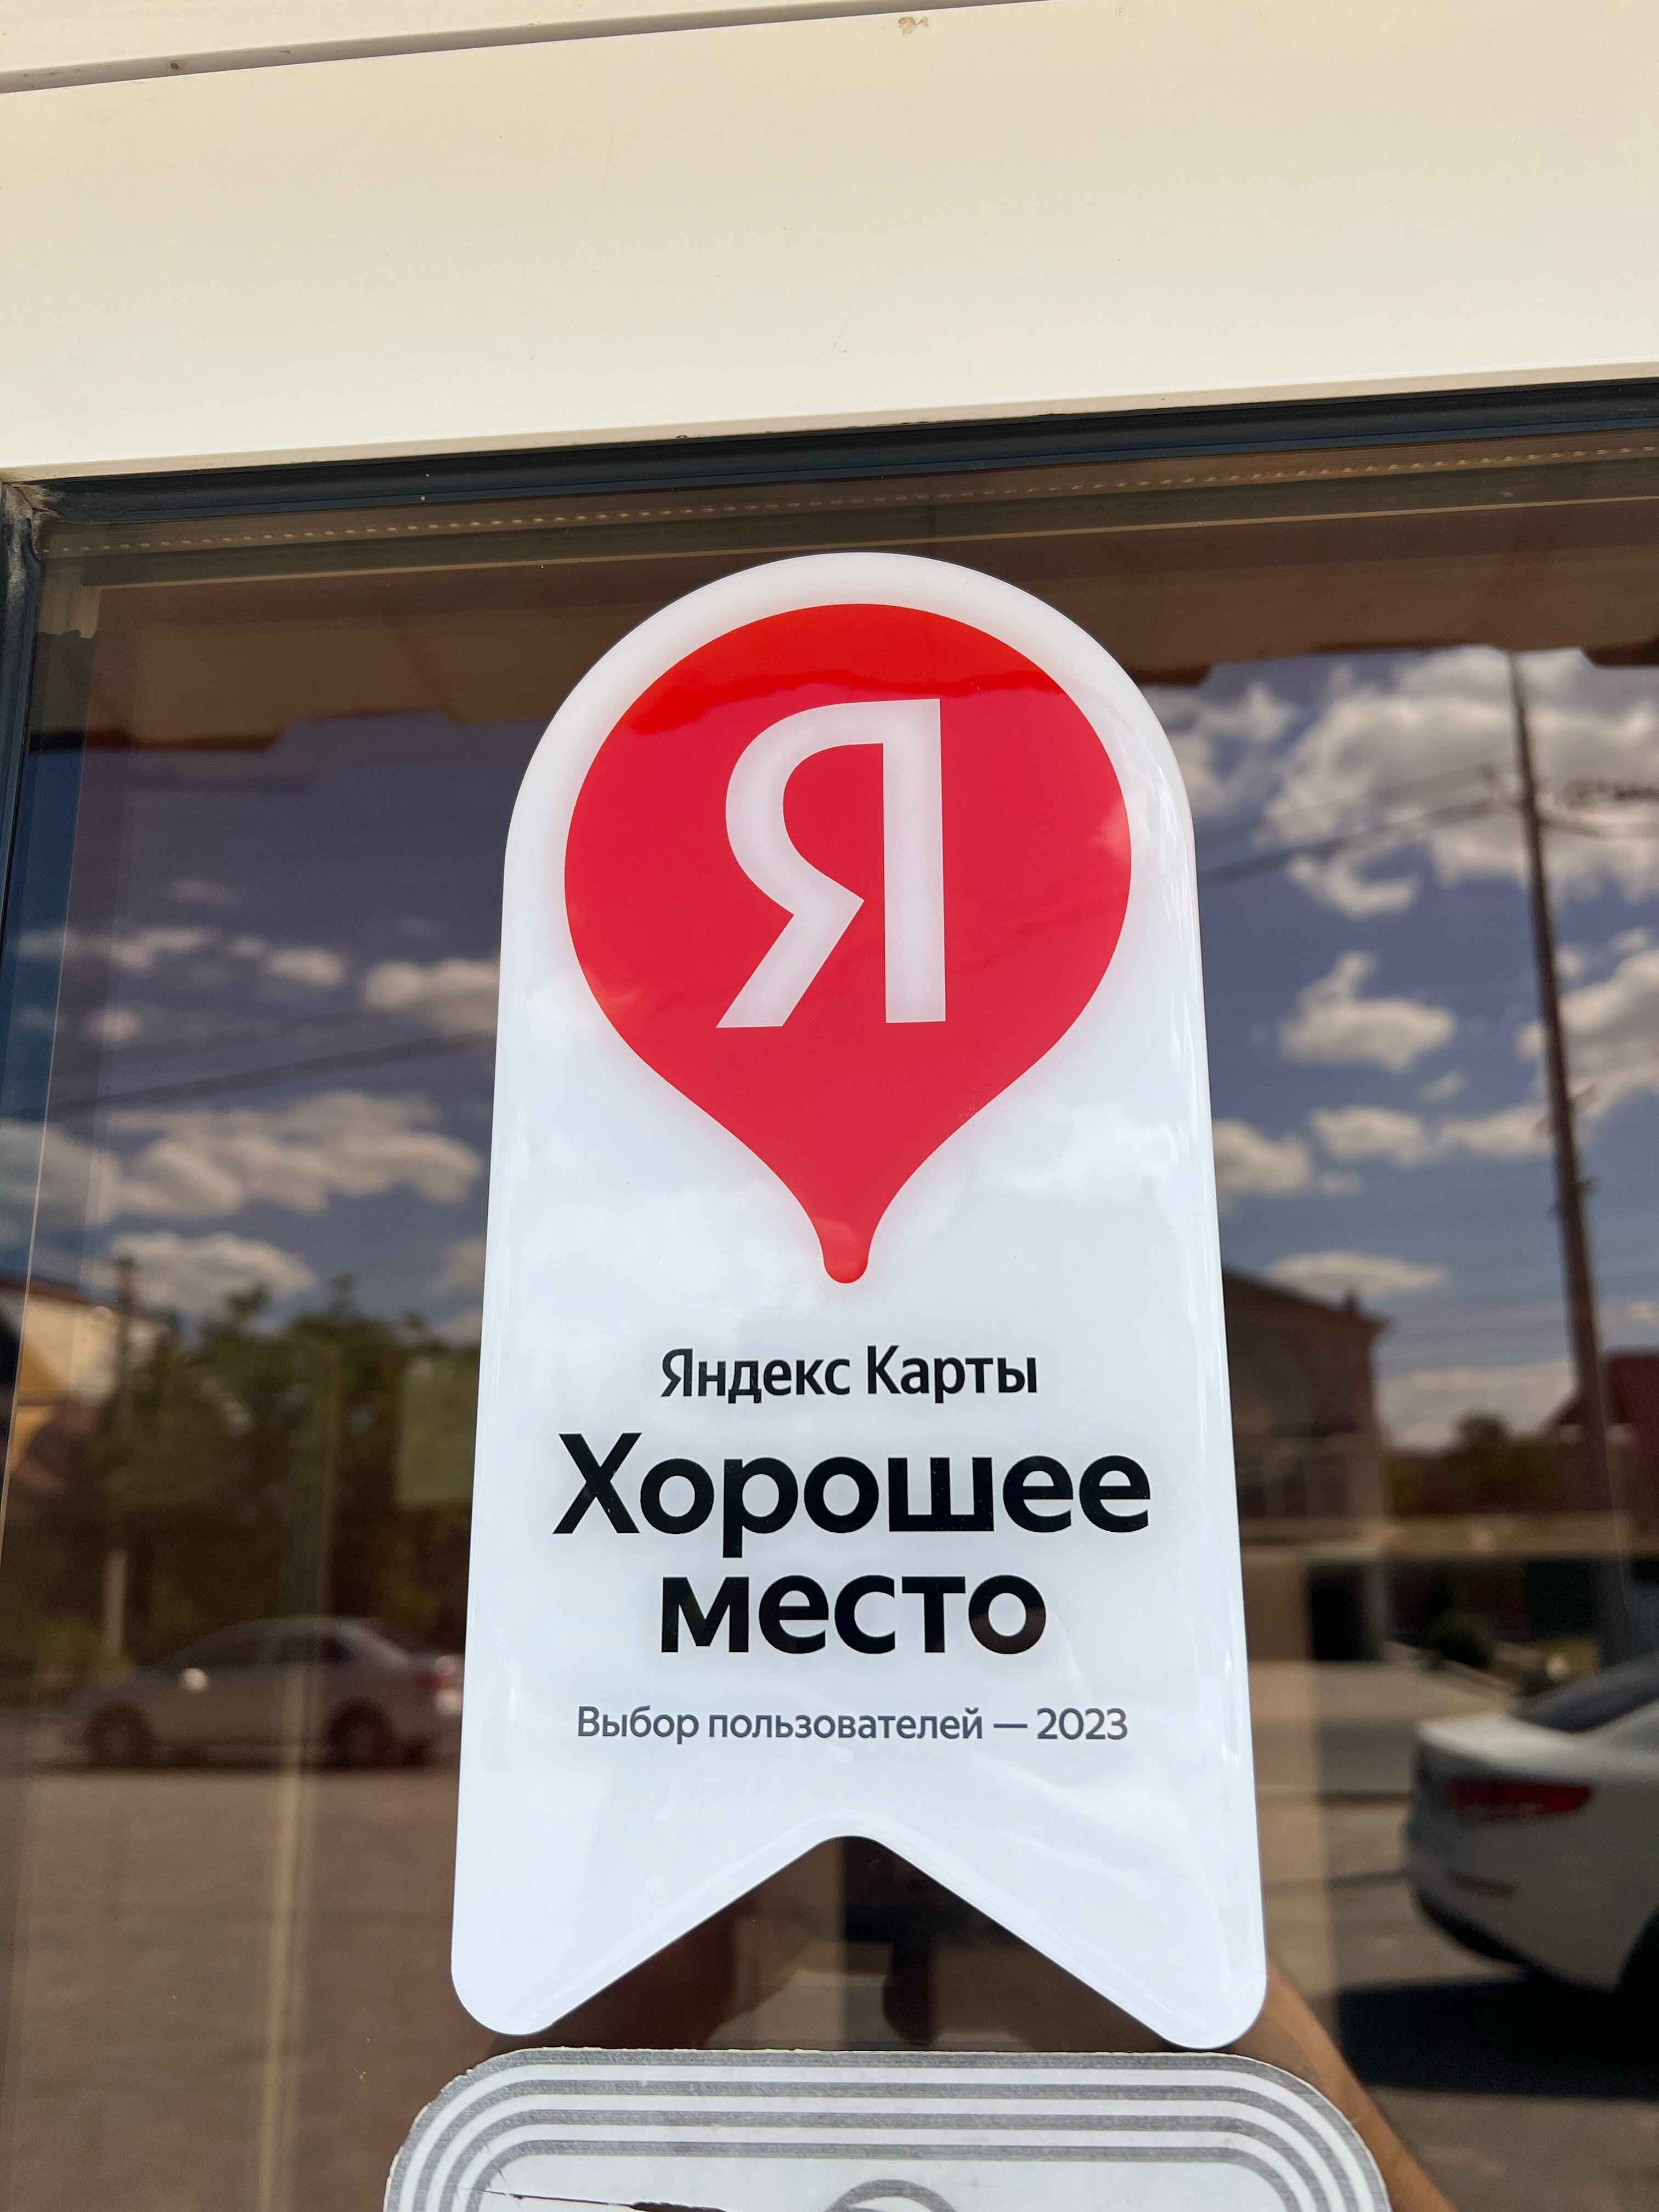 Я
Яндекс Карты
Хорошее
место
Выбор пользователей — 2023